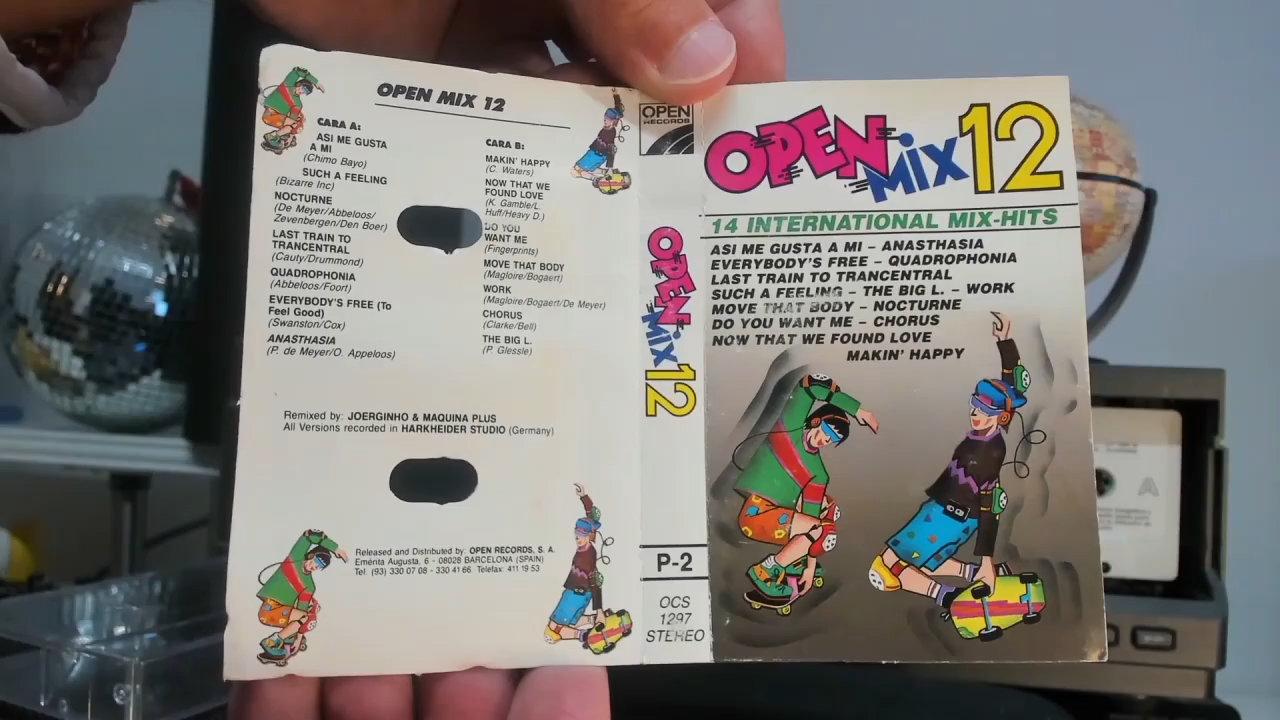 OPEN MIX 12
CARA A:
ASI ME GUSTA
A MI
(Chimo Bayo)
SUCH A FEELING
(Bizarre Inc)
NOCTURNE
(De Meyer/Abbeloos/
Zevenbergen/Den Boer)
LAST TRAIN TO
TRANCENTRAL
(Cauty/Drumond)
QUADROPHONIA
(Abbeloos/Foort)
EVERYBODY'S FREE (To
Feel Good)
(Swanston/Cox)
ANASTHASIA
(P. de Meyer/O. Appeloos)
CARA B:
MAKIN' HAPPY
(C. Waters)
NOW THAT WE
FOUND LOVE
(K. Gamble/L.
Huff/Heavy D.)
DO YOU
WANT ME
(Fingerprints)
MOVE THAT BODY
(Magloire/Bogaert)
WORK
(Magloire/Bogaert/De Meyer)
CHORUS
(Clarke/Bell)
THE BIG L.
(P. Glessle)
Remixed by: JOERGINHO & MAQUINA PLUS
All Versions recorded in HARKHEIDER STUDIO (Germany)
Released and Distributed by: OPEN RECORDS, S. A.
Emérita Augusta, 6 - 08028 BARCELONA (SPAIN)
Tel. (93) 330 07 08 - 330 41 66. Telefax: 411 19 53
OPEN
RECORDS
OPEN MIX 12
P-2
OCS
1297
STEREO
OPEN MIX 12
14 INTERNATIONAL MIX-HITS
ASI ME GUSTA A MI – ANASTHASIA
EVERYBODY'S FREE – QUADROPHONIA
LAST TRAIN TO TRANCENTRAL
SUCH A FEELING – THE BIG L. – WORK
MOVE THAT BODY – NOCTURNE
DO YOU WANT ME – CHORUS
NOW THAT WE FOUND LOVE
MAKIN' HAPPY
A